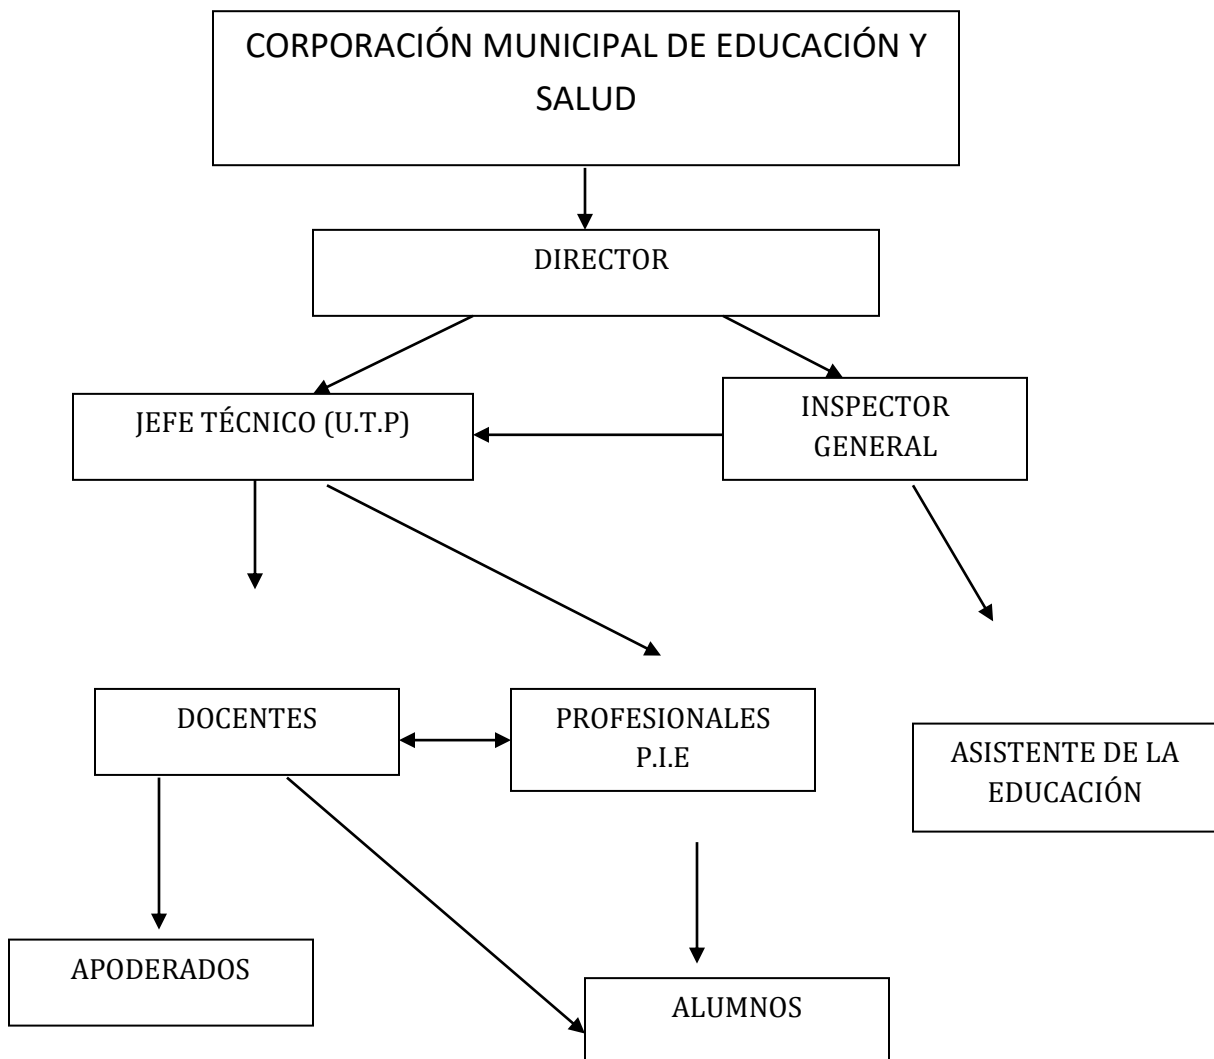 CORPORACIÓN MUNICIPAL DE EDUCACIÓN Y
SALUD
DIRECTOR
JEFE TÉCNICO (U.T.P)
INSPECTOR
GENERAL
DOCENTES
PROFESIONALES
P.I.E
ASISTENTE DE LA
EDUCACIÓN
APODERADOS
ALUMNOS